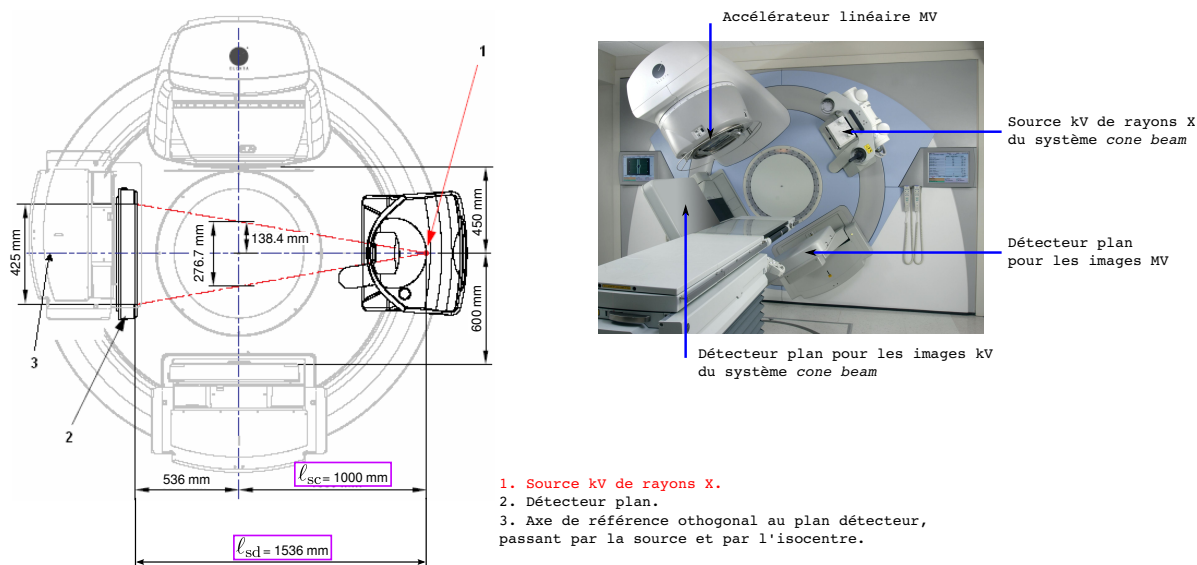 Accélérateur linéaire MV
Source kV de rayons X
du système cone beam
Détecteur plan
pour les images MV
Détecteur plan pour les images kV
du système cone beam
1
ELEKTA
450 mm
138.4 mm
276.7 mm
425 mm
600 mm
3
2
536 mm
ℓsc= 1000 mm
ℓsd= 1536 mm
1. Source kV de rayons X.
2. Détecteur plan.
3. Axe de référence othogonal au plan détecteur,
passant par la source et par l'isocentre.